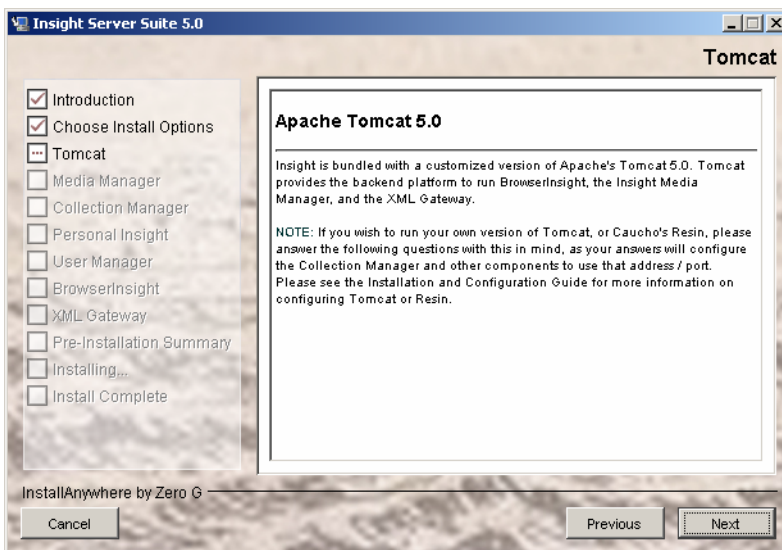 Insight Server Suite 5.0
Tomcat
Introduction
Choose Install Options
Tomcat
Media Manager
Collection Manager
Personal Insight
User Manager
BrowserInsight
XML Gateway
Pre-Installation Summary
Installing...
Install Complete
Apache Tomcat 5.0
Insight is bundled with a customized version of Apache's Tomcat 5.0. Tomcat
provides the backend platform to run BrowserInsight, the Insight Media
Manager, and the XML Gateway.
NOTE: If you wish to run your own version of Tomcat, or Caucho's Resin, please
answer the following questions with this in mind, as your answers will configure
the Collection Manager and other components to use that address / port.
Please see the Installation and Configuration Guide for more information on
configuring Tomcat or Resin.
InstallAnywhere by Zero G
Cancel
Previous
Next